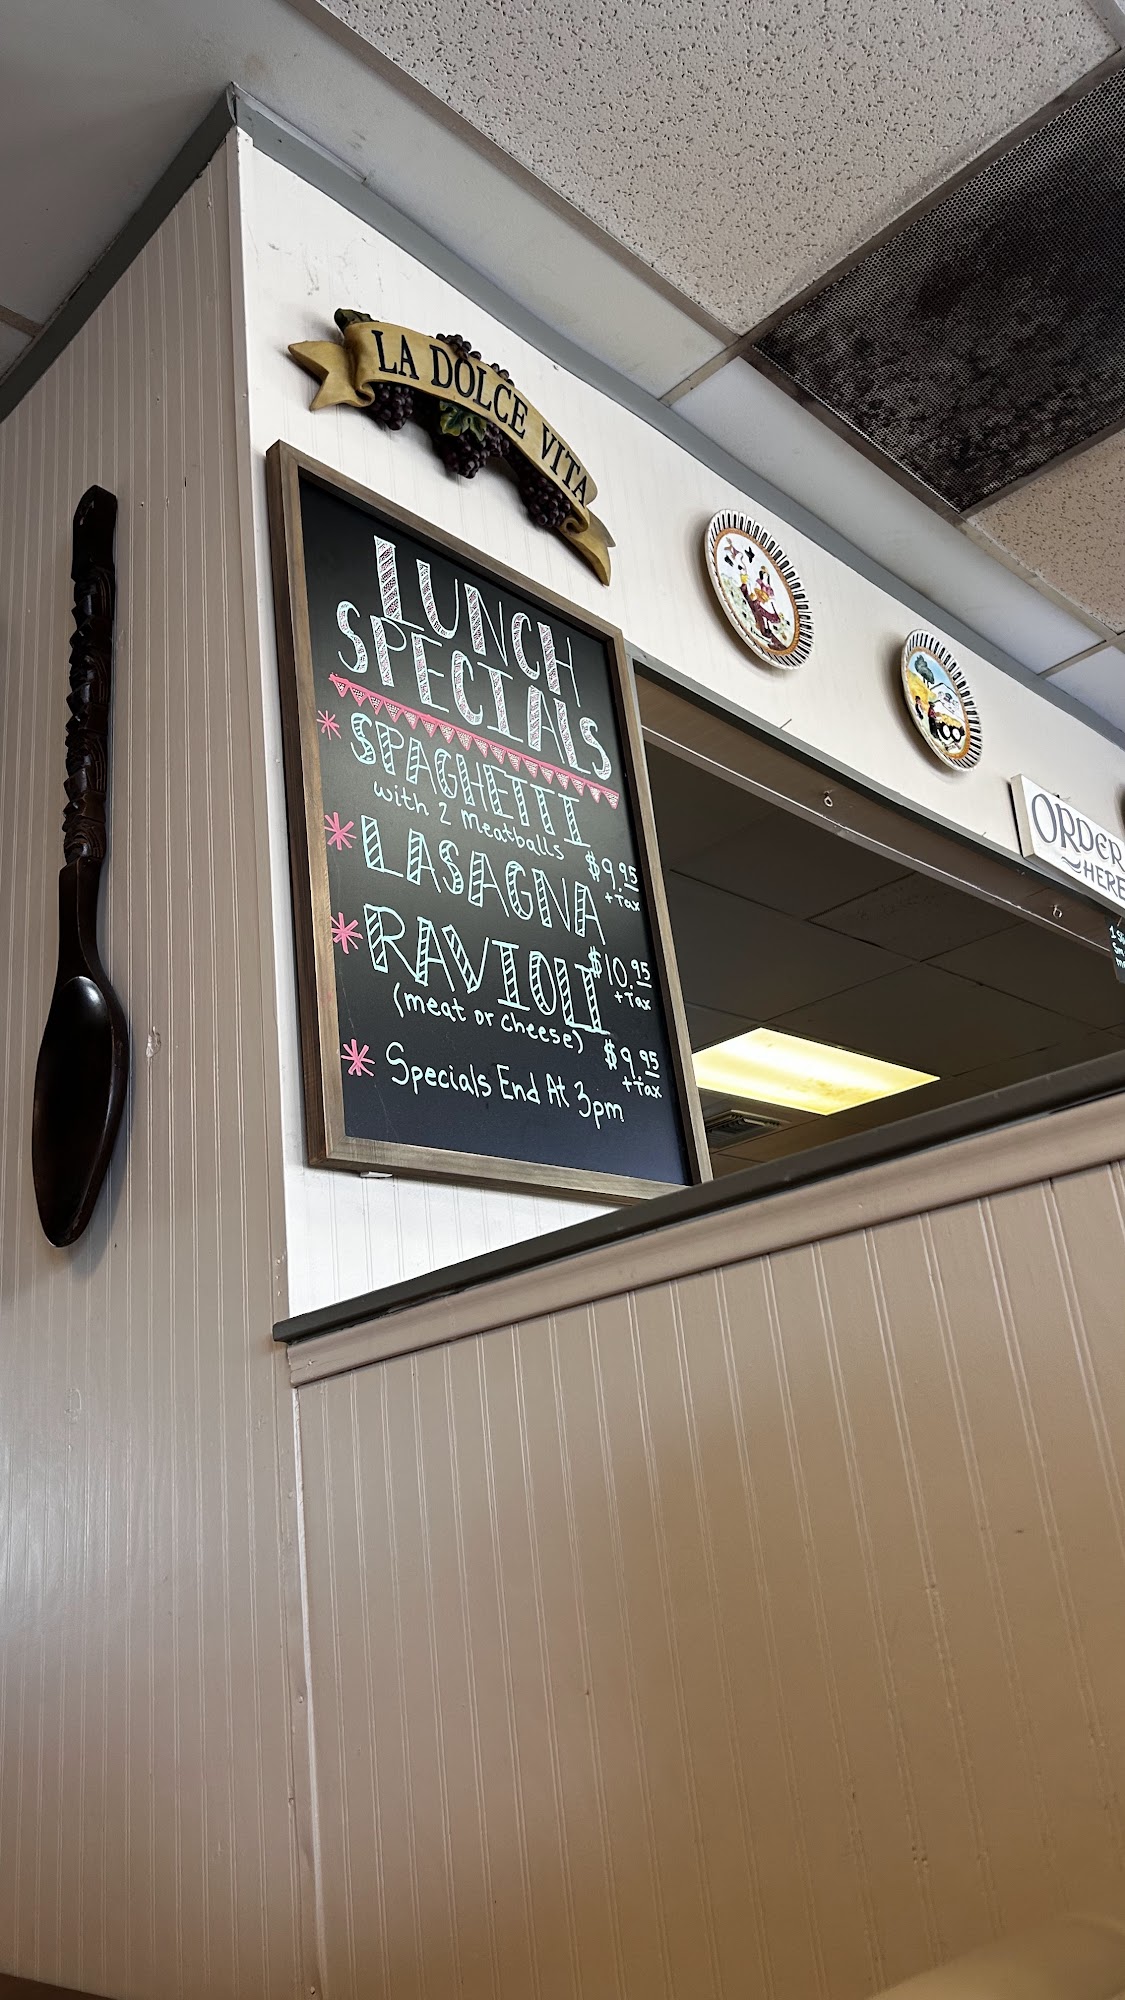 LA DOLCE VITA
LUNCH
SPECIALS
* SPAGHETTI
with 2 Meatballs
$9.95
+Tax
* LASAGNA
$10.95
+Tax
* RAVIOLI
(meat or cheese)
$9.95
+Tax
* Specials End At 3pm
ORDER
HERE